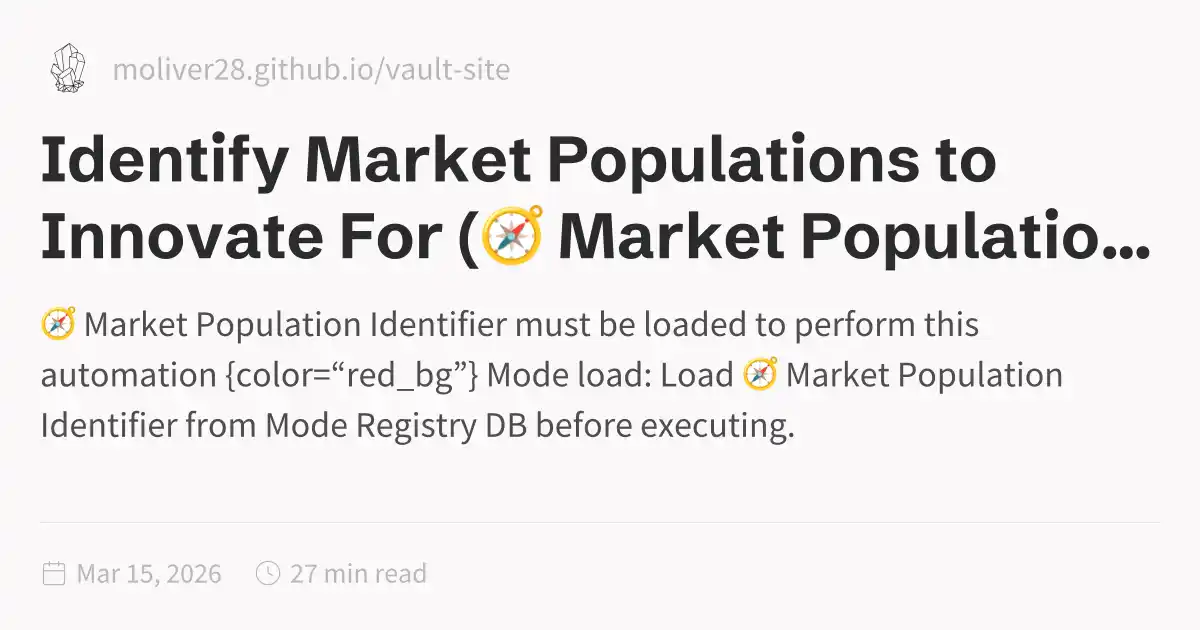 moliver28.github.io/vault-site
Identify Market Populations to
Innovate For (🧭 Market Populatio...
🧭 Market Population Identifier must be loaded to perform this
automation {color=“red_bg”} Mode load: Load 🧭 Market Population
Identifier from Mode Registry DB before executing.
Mar 15, 2026 27 min read